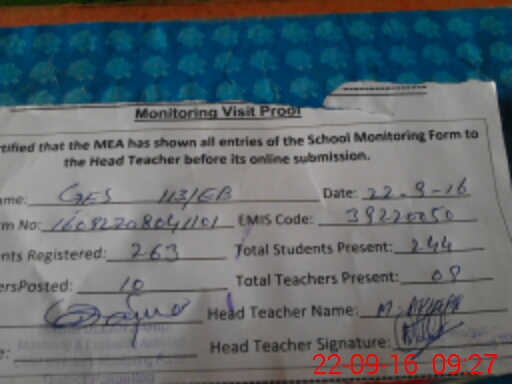 Monitoring Visit Proof
rtified that the MEA has shown all entries of the School Monitoring Form to
the Head Teacher before its online submission.
ame: GES 113/EB Date: 22-9-16
m No: EMIS Code: 39220050
nts Registered: 263 Total Students Present: 244
ersPosted: 10 Total Teachers Present: 09
Head Teacher Name: M.
e: Head Teacher Signature:
22-09-16 09:27